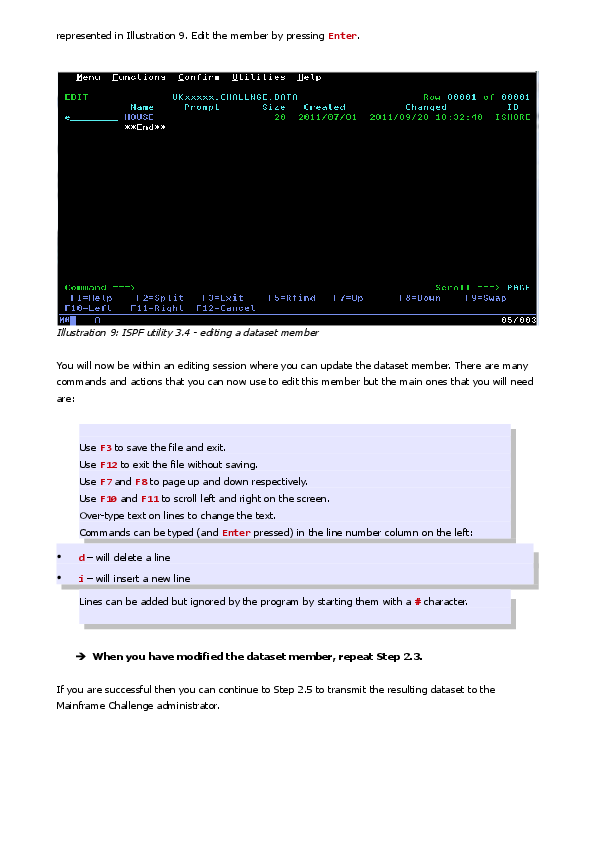 represented in Illustration 9. Edit the member by pressing Enter.
Menu Functions Confirm Utilities Help
EDIT UKxxxxx.CHALLNGE.DATA Row 00001 of 00001
Name Prompt Size Created Changed ID
e_________ HOUSE 20 2011/07/01 2011/09/20 10:32:40 ISHORE
**End**
Command ===> Scroll ===> PAGE
F1=Help F2=Split F3=Exit F5=Rfind F7=Up F8=Down F9=Swap
F10=Left F11=Right F12=Cancel
A 05/003
Illustration 9: ISPF utility 3.4 - editing a dataset member
You will now be within an editing session where you can update the dataset member. There are many
commands and actions that you can now use to edit this member but the main ones that you will need
are:
Use F3 to save the file and exit.
Use F12 to exit the file without saving.
Use F7 and F8 to page up and down respectively.
Use F10 and F11 to scroll left and right on the screen.
Over-type text on lines to change the text.
Commands can be typed (and Enter pressed) in the line number column on the left:
• d – will delete a line
• i – will insert a new line
Lines can be added but ignored by the program by starting them with a # character.
➔ When you have modified the dataset member, repeat Step 2.3.
If you are successful then you can continue to Step 2.5 to transmit the resulting dataset to the
Mainframe Challenge administrator.